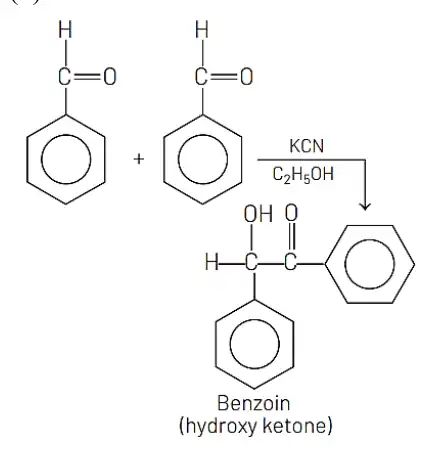 H H
C=O C=O
+
KCN
C₂H₅OH
OH O
H—C—C—
Benzoin
(hydroxy ketone)